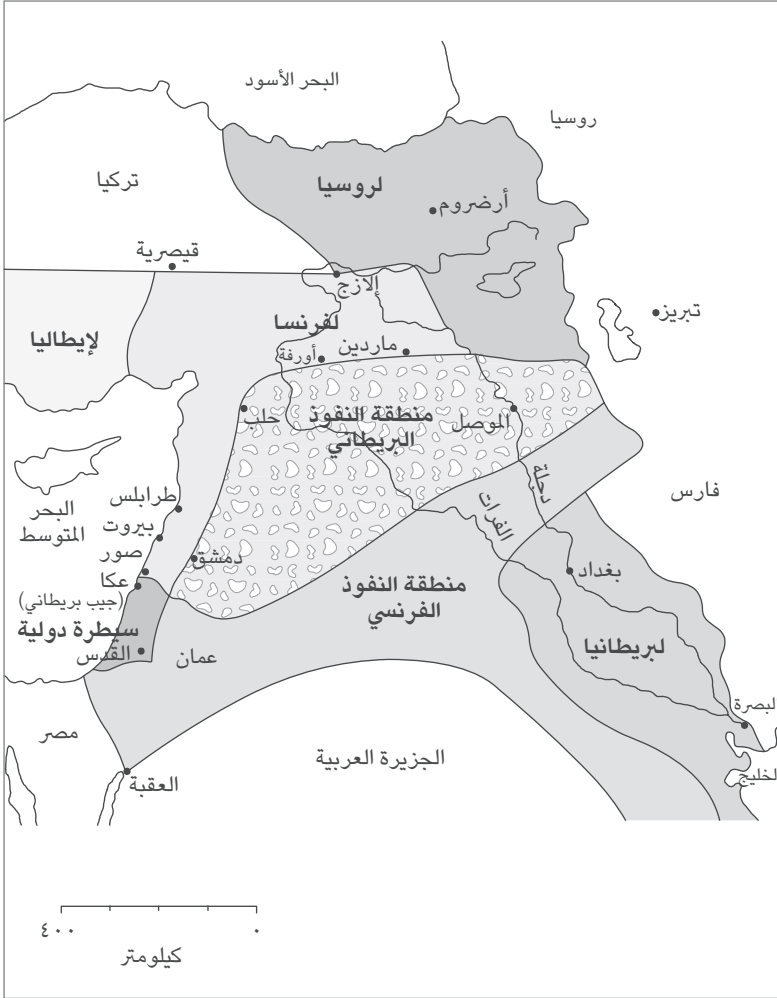 البحر الأسود
روسيا
تركيا
لروسيا
أرضروم
قيصرية
إلازج
تبريز
لفرنسا
لإيطاليا
ماردين
أورفة
منطقة النفوذ
البريطاني
حلب
الموصل
دجلة
الفرات
فارس
طرابلس
البحر
المتوسط
بيروت
صور
دمشق
عكا
(جيب بريطاني)
منطقة النفوذ
الفرنسي
بغداد
سيطرة دولية
القدس
عمان
لبريطانيا
البصرة
مصر
الجزيرة العربية
الخليج
العقبة
٤٠٠
٠
كيلومتر